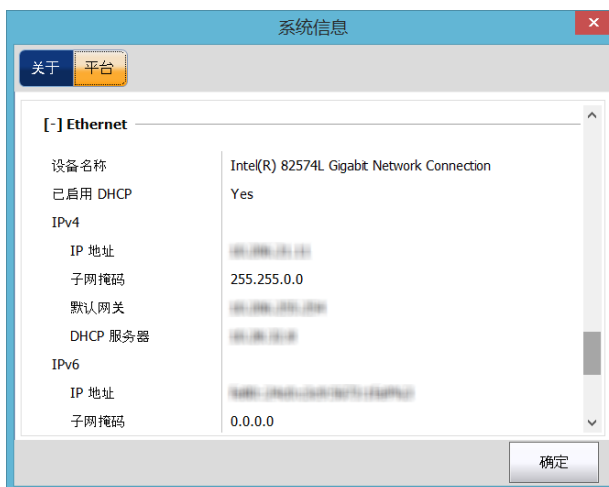 系统信息
关于 平台
[-] Ethernet
设备名称 Intel(R) 82574L Gigabit Network Connection
已启用 DHCP Yes
IPv4
IP 地址
子网掩码 255.255.0.0
默认网关
DHCP 服务器
IPv6
IP 地址
子网掩码 0.0.0.0
确定